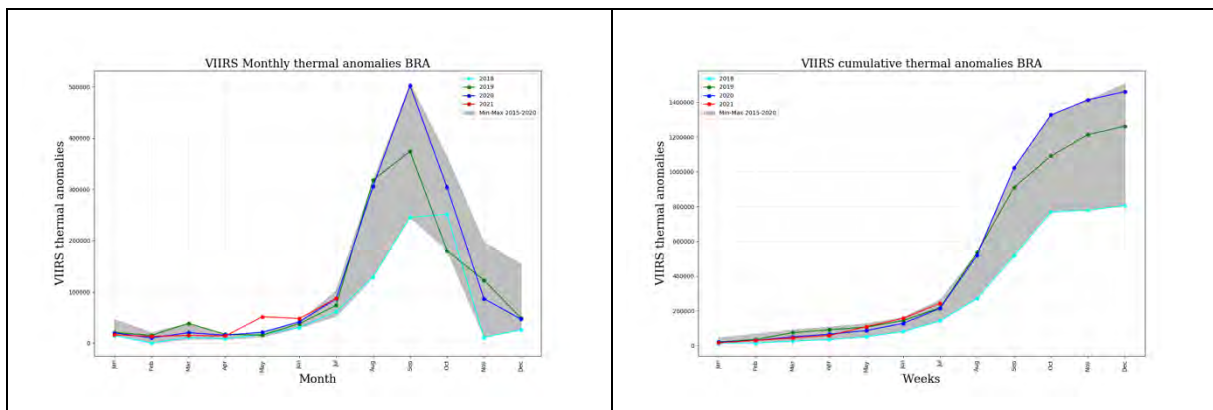 VIIRS Monthly thermal anomalies BRA
500000
400000
300000
200000
100000
0
VIIRS thermal anomalies
2018
2019
2020
2021
Min-Max 2015-2020
Jan
Feb
Mar
Apr
May
Jun
Jul
Aug
Sep
Oct
Nov
Dec
Month
VIIRS cumulative thermal anomalies BRA
1400000
1200000
1000000
800000
600000
400000
200000
0
VIIRS thermal anomalies
2018
2019
2020
2021
Min-Max 2015-2020
Jan
Feb
Mar
Apr
May
Jun
Jul
Aug
Sep
Oct
Nov
Dec
Weeks